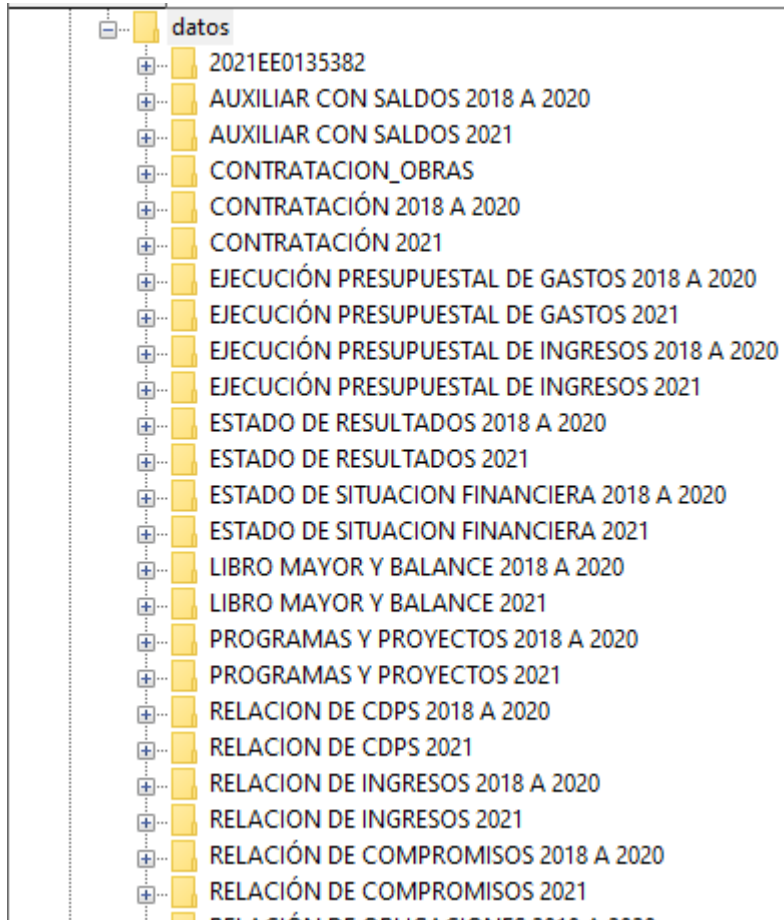 datos
2021EE0135382
AUXILIAR CON SALDOS 2018 A 2020
AUXILIAR CON SALDOS 2021
CONTRATACION_OBRAS
CONTRATACIÓN 2018 A 2020
CONTRATACIÓN 2021
EJECUCIÓN PRESUPUESTAL DE GASTOS 2018 A 2020
EJECUCIÓN PRESUPUESTAL DE GASTOS 2021
EJECUCIÓN PRESUPUESTAL DE INGRESOS 2018 A 2020
EJECUCIÓN PRESUPUESTAL DE INGRESOS 2021
ESTADO DE RESULTADOS 2018 A 2020
ESTADO DE RESULTADOS 2021
ESTADO DE SITUACION FINANCIERA 2018 A 2020
ESTADO DE SITUACION FINANCIERA 2021
LIBRO MAYOR Y BALANCE 2018 A 2020
LIBRO MAYOR Y BALANCE 2021
PROGRAMAS Y PROYECTOS 2018 A 2020
PROGRAMAS Y PROYECTOS 2021
RELACION DE CDPS 2018 A 2020
RELACION DE CDPS 2021
RELACION DE INGRESOS 2018 A 2020
RELACION DE INGRESOS 2021
RELACIÓN DE COMPROMISOS 2018 A 2020
RELACIÓN DE COMPROMISOS 2021
RELACIÓN DE OBLIGACIONES 2018 A 2020